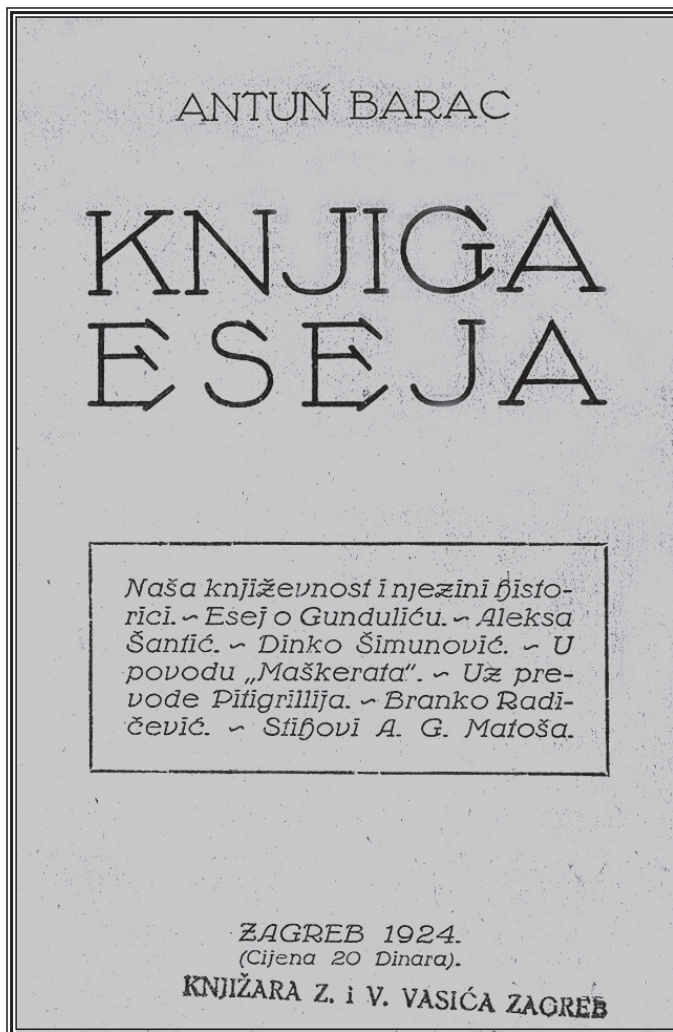 ANTUN BARAC
KNJIGA
ESEJA
Naša književnost i njezini histo-
rici. ~ Esej o Gunduliću. ~ Aleksa
Šantić. ~ Dinko Šimunović. ~ U
povodu „Maškerata“. ~ Uz pre-
vode Pitigrillija. ~ Branko Radi-
čević. ~ Stihovi A. G. Matoša.
ZAGREB 1924.
(Cijena 20 Dinara).
KNJIŽARA Z. i V. VASIĆA ZAGREB